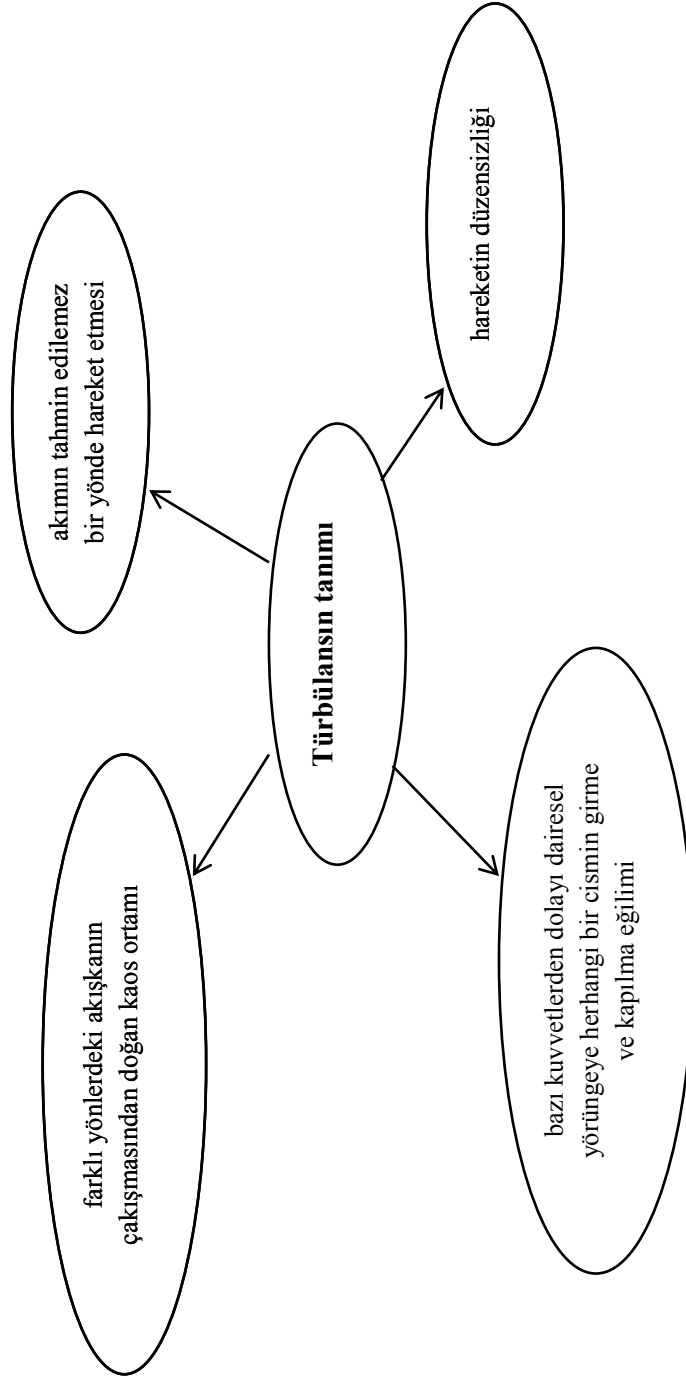 farklı yönlerdeki akışkanın
çakışmasından doğan kaos ortamı
akımın tahmin edilemez
bir yönde hareket etmesi
Türbülansın tanımı
bazı kuvvetlerden dolayı dairesel
yörüngeye herhangi bir cismin girme
ve kapılma eğilimi
hareketin düzensizliği